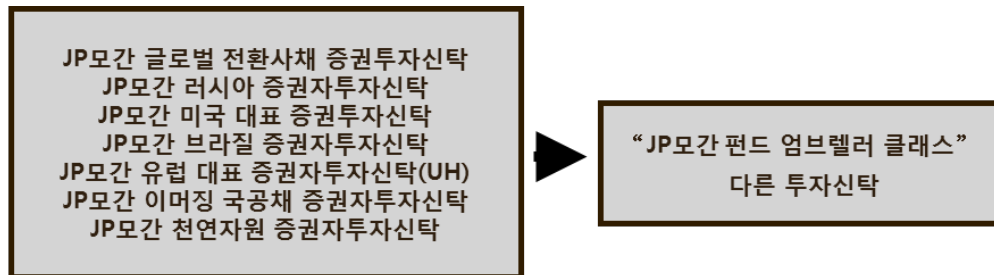 JP모간 글로벌 전환사채 증권투자신탁
JP모간 러시아 증권자투자신탁
JP모간 미국 대표 증권투자신탁
JP모간 브라질 증권자투자신탁
JP모간 유럽 대표 증권자투자신탁(UH)
JP모간 이머징 국공채 증권자투자신탁
JP모간 천연자원 증권자투자신탁
“JP모간 펀드 엄브렐러 클래스”
다른 투자신탁